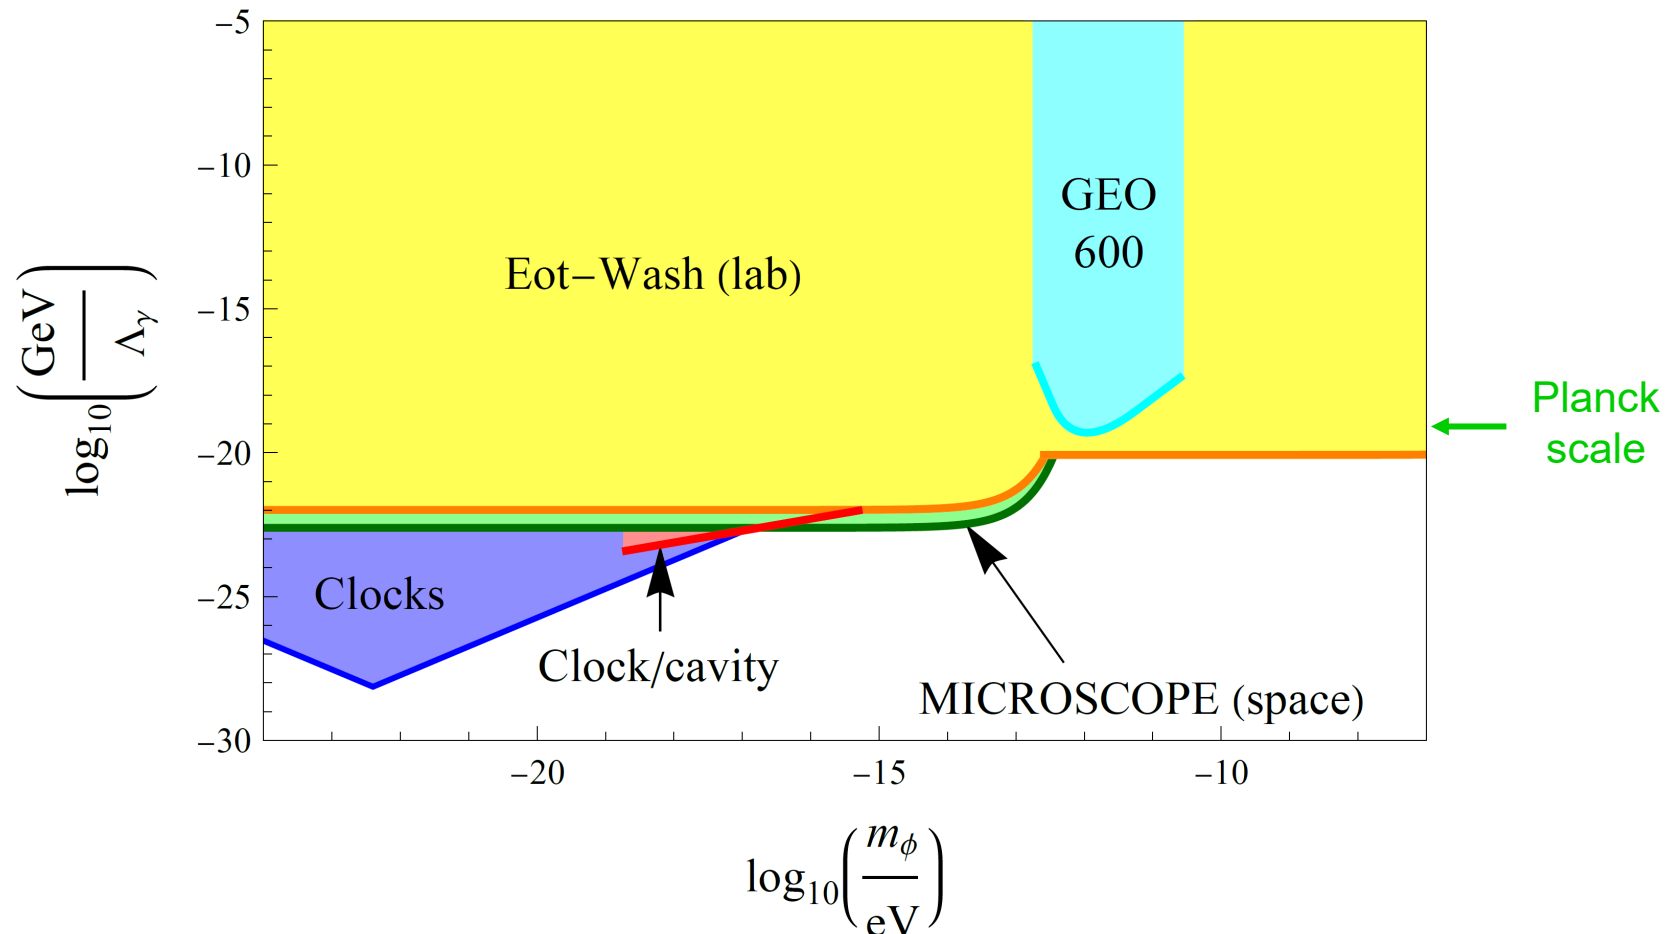 −5
−10
−15
−20
−25
−30
log10(GeV/Λγ)
Eot−Wash (lab)
GEO
600
Planck
scale
Clocks
Clock/cavity
MICROSCOPE (space)
−20
−15
−10
log10(mϕ/eV)